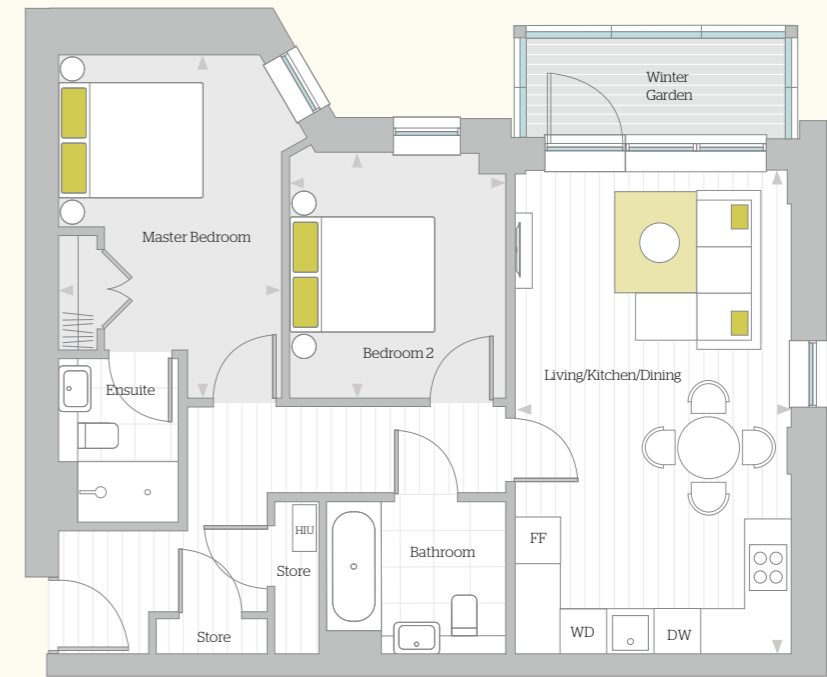 Winter
Garden
Master Bedroom
Bedroom 2
Living/Kitchen/Dining
Ensuite
HIU
FF
Bathroom
Store
Store
WD
DW